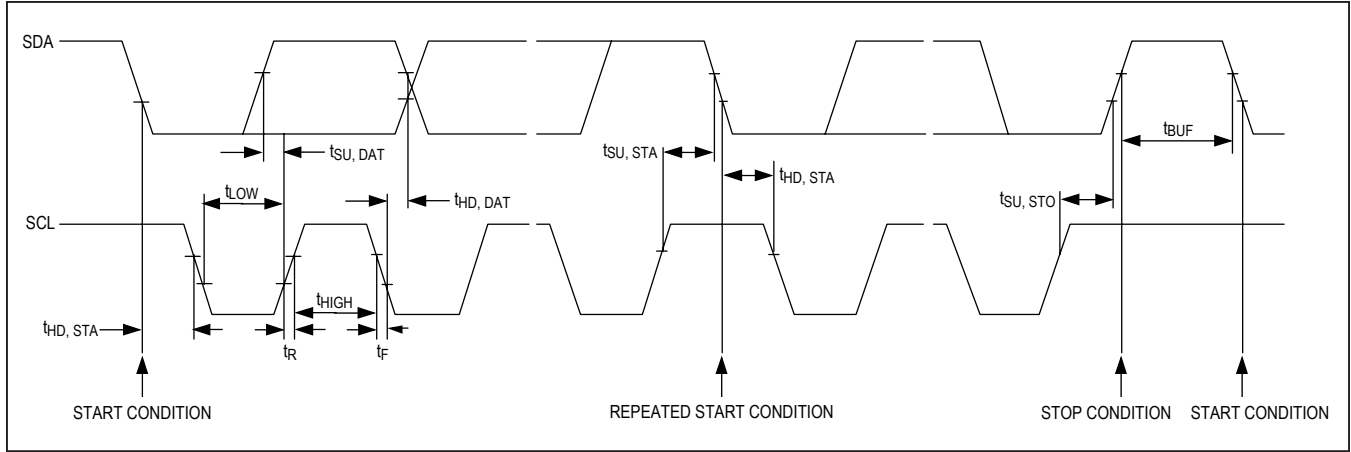 SDA
tSU, DAT
tSU, STA
tBUF
tHD, STA
tLOW
tHD, DAT
tSU, STO
SCL
tHIGH
tHD, STA
tR
tF
START CONDITION
REPEATED START CONDITION
STOP CONDITION
START CONDITION